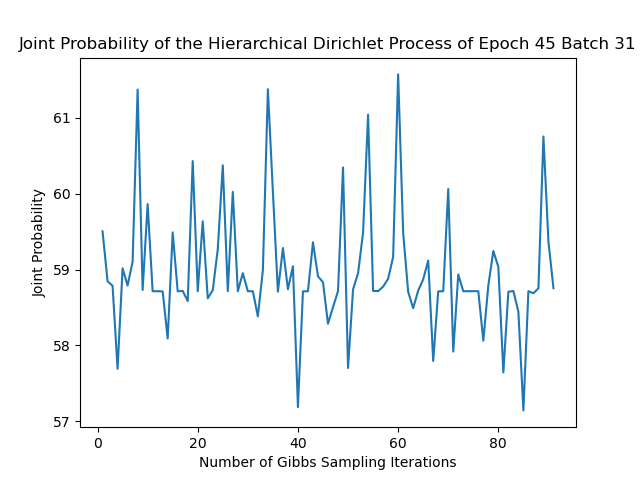 Joint Probability of the Hierarchical Dirichlet Process of Epoch 45 Batch 31
61
60
59
58
57
Joint Probability
0 20 40 60 80
Number of Gibbs Sampling Iterations